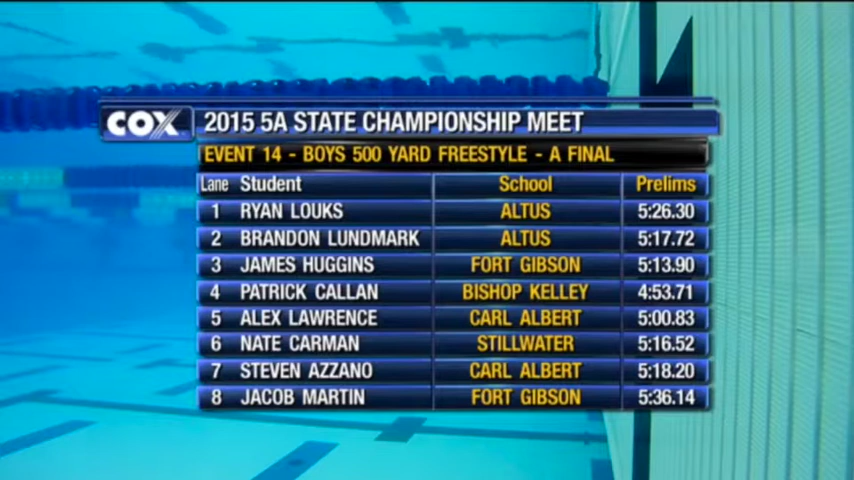 COX 2015 5A STATE CHAMPIONSHIP MEET
EVENT 14 - BOYS 500 YARD FREESTYLE - A FINAL
Lane Student School Prelims
1 RYAN LOUKS ALTUS 5:26.30
2 BRANDON LUNDMARK ALTUS 5:17.72
3 JAMES HUGGINS FORT GIBSON 5:13.90
4 PATRICK CALLAN BISHOP KELLEY 4:53.71
5 ALEX LAWRENCE CARL ALBERT 5:00.83
6 NATE CARMAN STILLWATER 5:16.52
7 STEVEN AZZANO CARL ALBERT 5:18.20
8 JACOB MARTIN FORT GIBSON 5:36.14